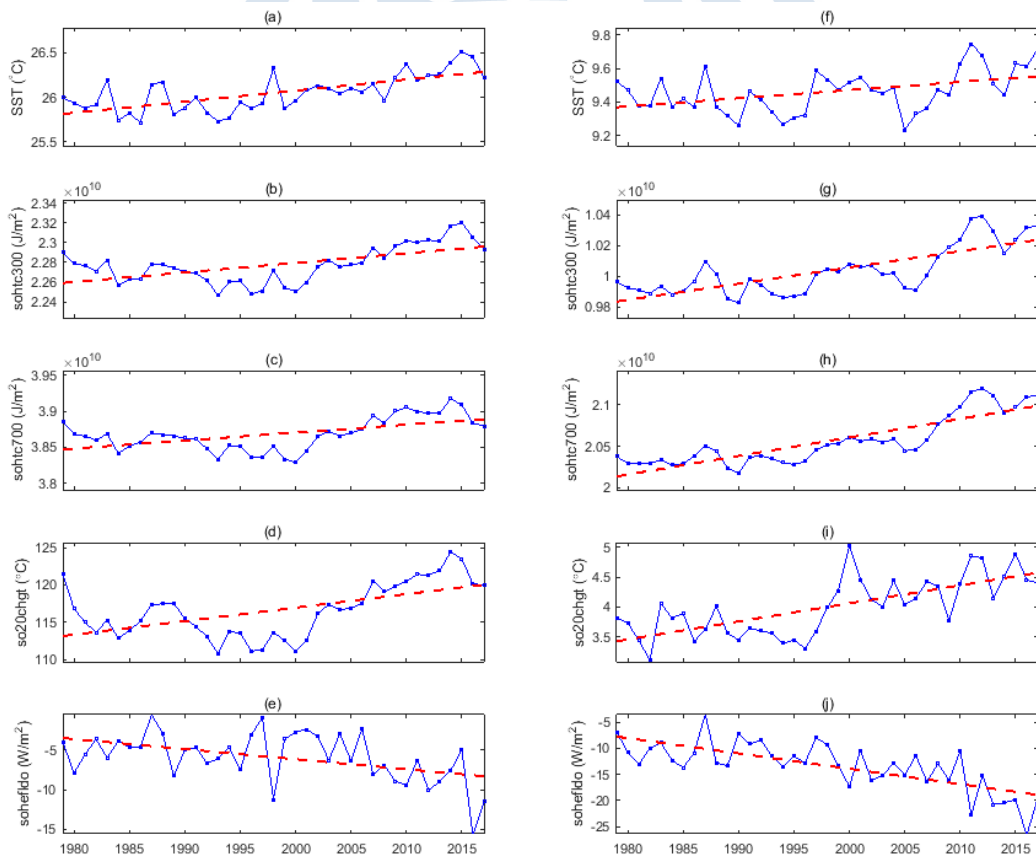 (a)
SST (°C)
26.5
26
25.5
(b)
×10^10
sohtc300 (J/m²)
2.34
2.32
2.3
2.28
2.26
2.24
(c)
×10^10
sohtc700 (J/m²)
3.95
3.9
3.85
3.8
(d)
so20chgt (°C)
125
120
115
110
(e)
sohefldo (W/m²)
-5
-10
-15
1980 1985 1990 1995 2000 2005 2010 2015
(f)
SST (°C)
9.8
9.6
9.4
9.2
(g)
×10^10
sohtc300 (J/m²)
1.04
1.02
1
0.98
(h)
×10^10
sohtc700 (J/m²)
2.1
2.05
2
(i)
so20chgt (°C)
5
4.5
4
3.5
(j)
sohefldo (W/m²)
-5
-10
-15
-20
-25
1980 1985 1990 1995 2000 2005 2010 2015